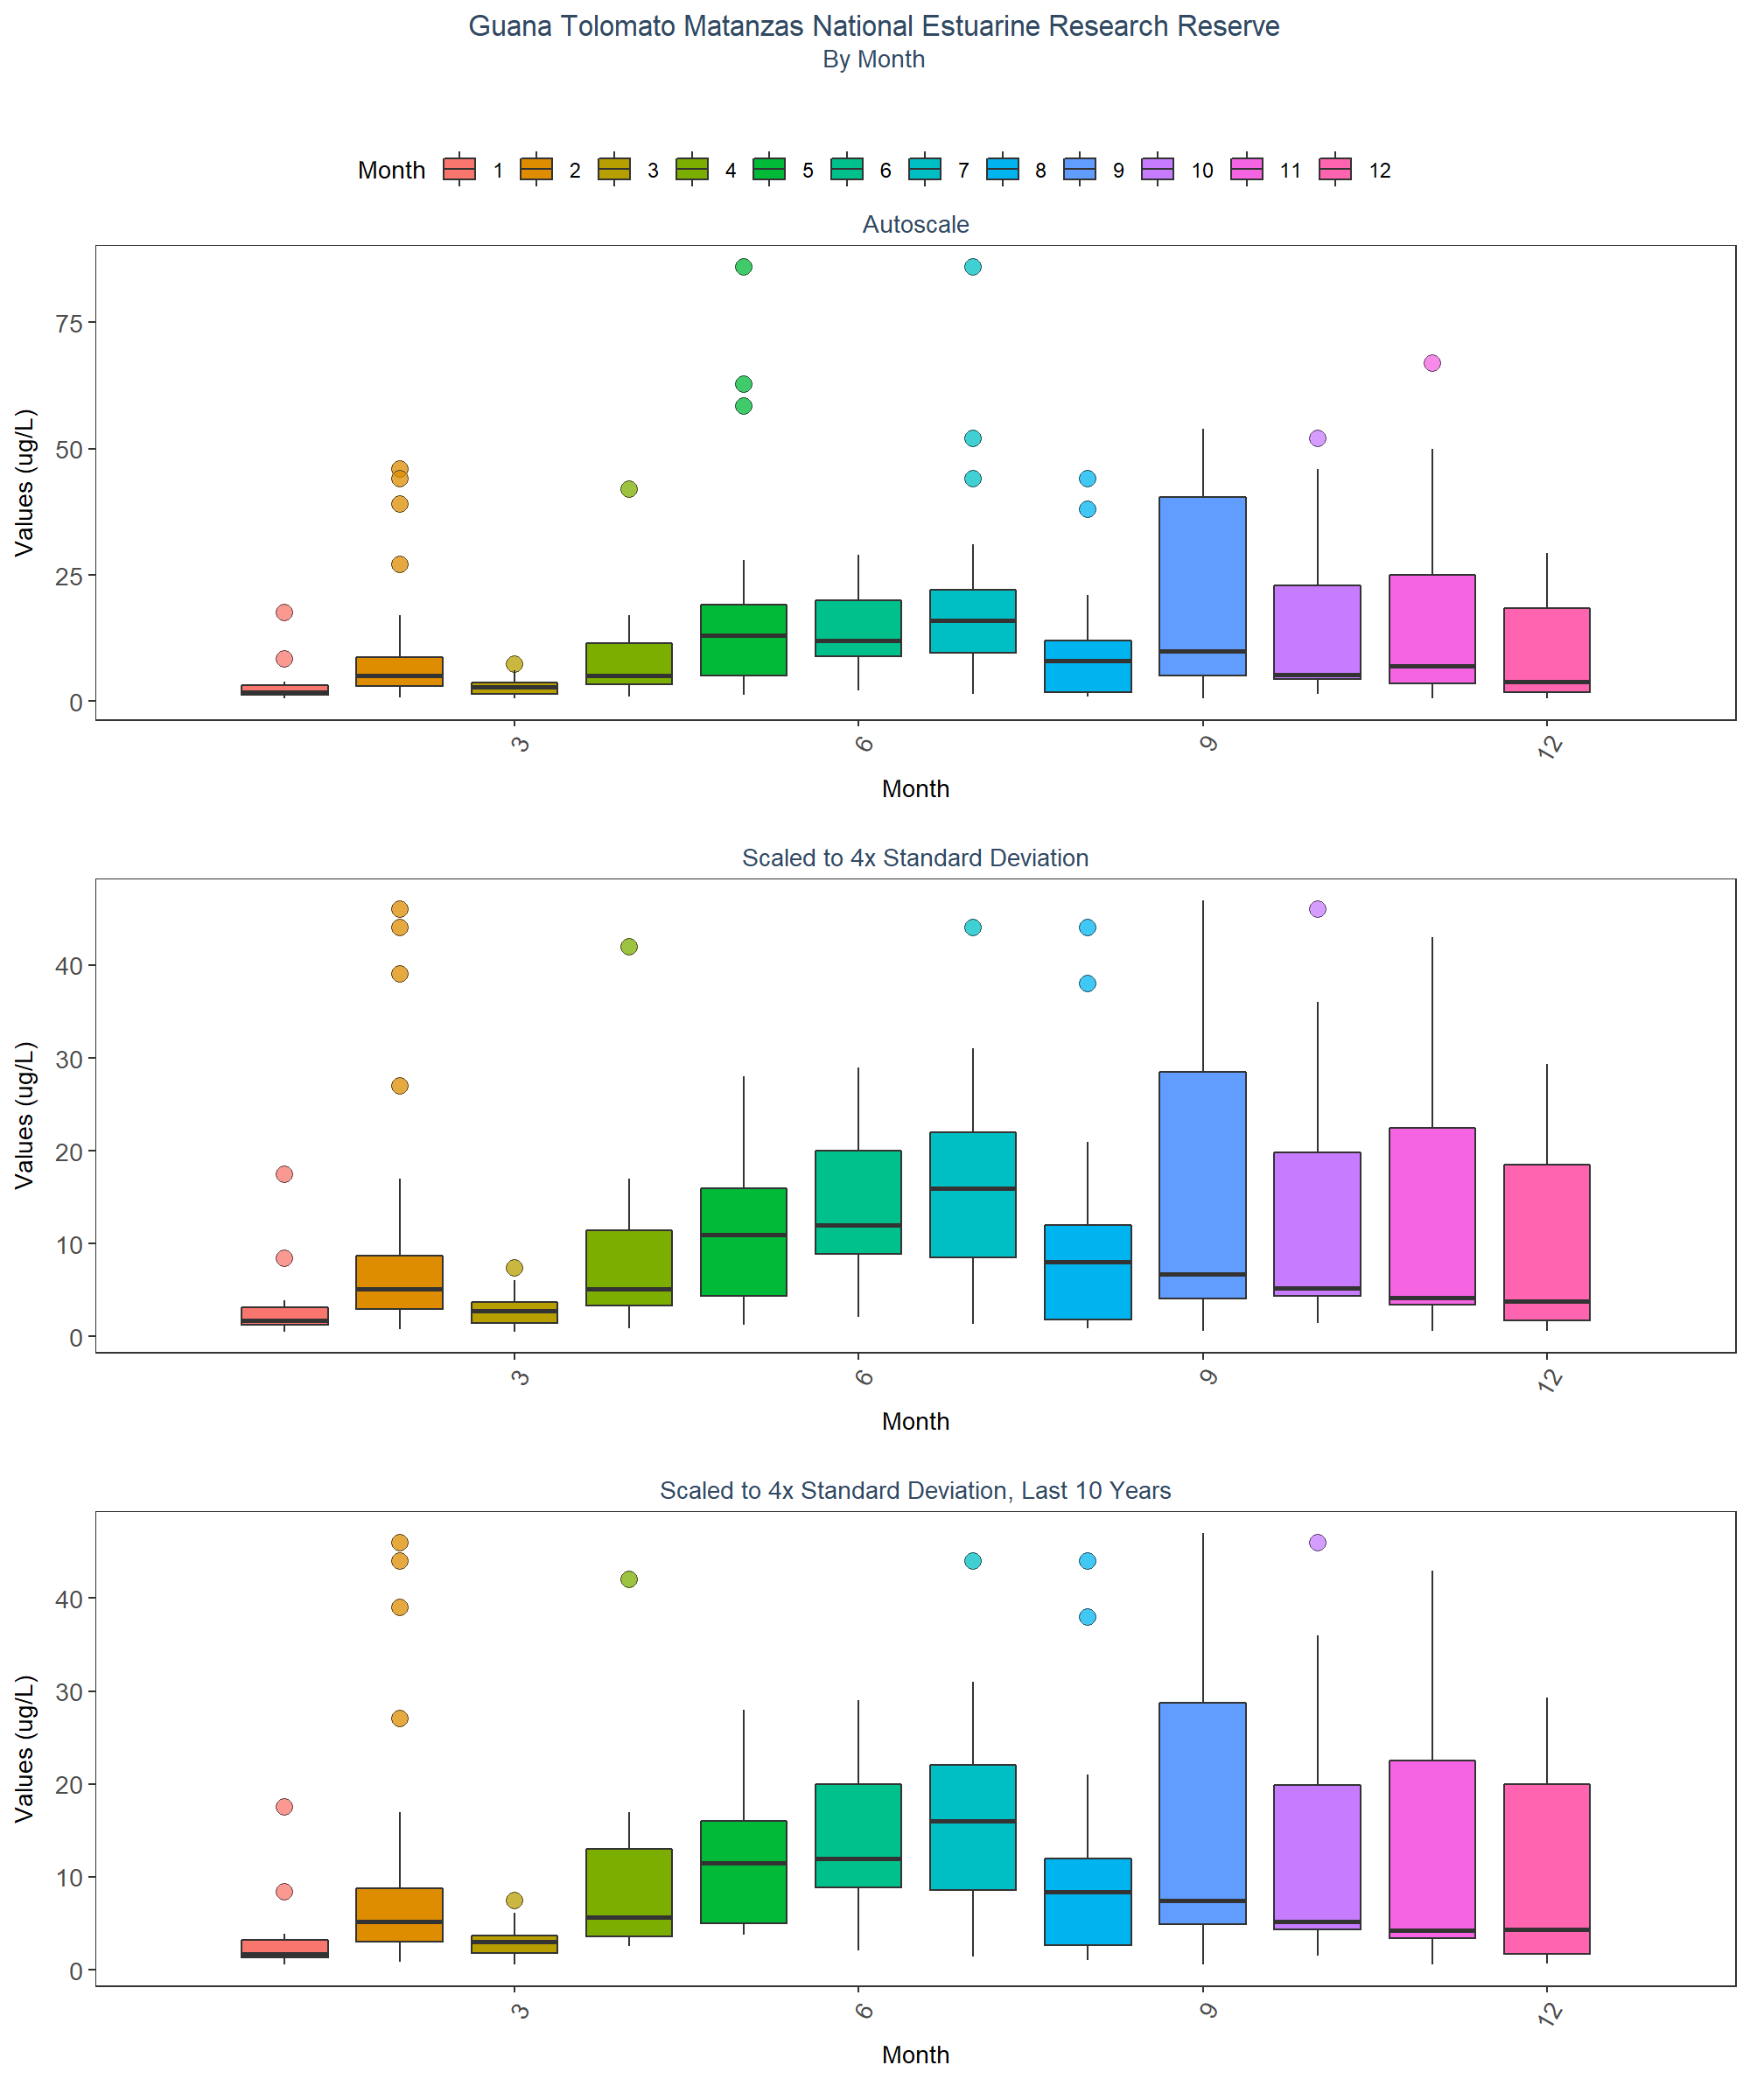 Guana Tolomato Matanzas National Estuarine Research Reserve
By Month
Month 1 2 3 4 5 6 7 8 9 10 11 12
Autoscale
Values (ug/L)
75
50
25
0
3 6 9 12
Month
Scaled to 4x Standard Deviation
Values (ug/L)
40
30
20
10
0
3 6 9 12
Month
Scaled to 4x Standard Deviation, Last 10 Years
Values (ug/L)
40
30
20
10
0
3 6 9 12
Month